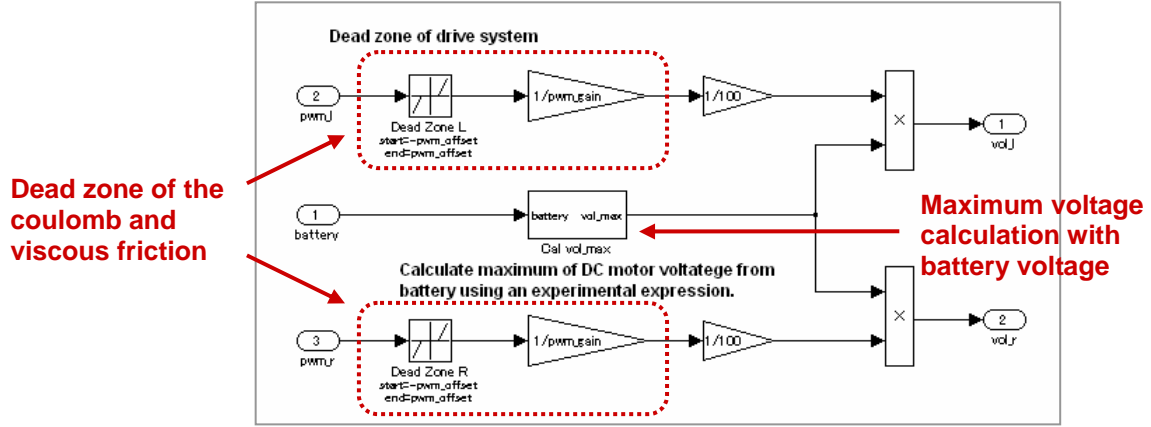 Dead zone of drive system
2
pwm_l
Dead Zone L
start=-pwm_offset
end=pwm_offset
1/pwm_gain
1/100
×
1
vol_l
Dead zone of the
coulomb and
viscous friction
1
battery
battery vol_max
Cal vol_max
Maximum voltage
calculation with
battery voltage
Calculate maximum of DC motor voltatege from
battery using an experimental expression.
3
pwm_r
Dead Zone R
start=-pwm_offset
end=pwm_offset
1/pwm_gain
1/100
×
2
vol_r